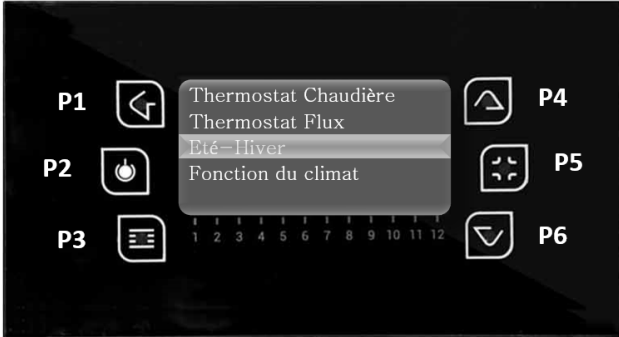 P1
P2
P3
Thermostat Chaudière
Thermostat Flux
Eté-Hiver
Fonction du climat
1 2 3 4 5 6 7 8 9 10 11 12
P4
P5
P6